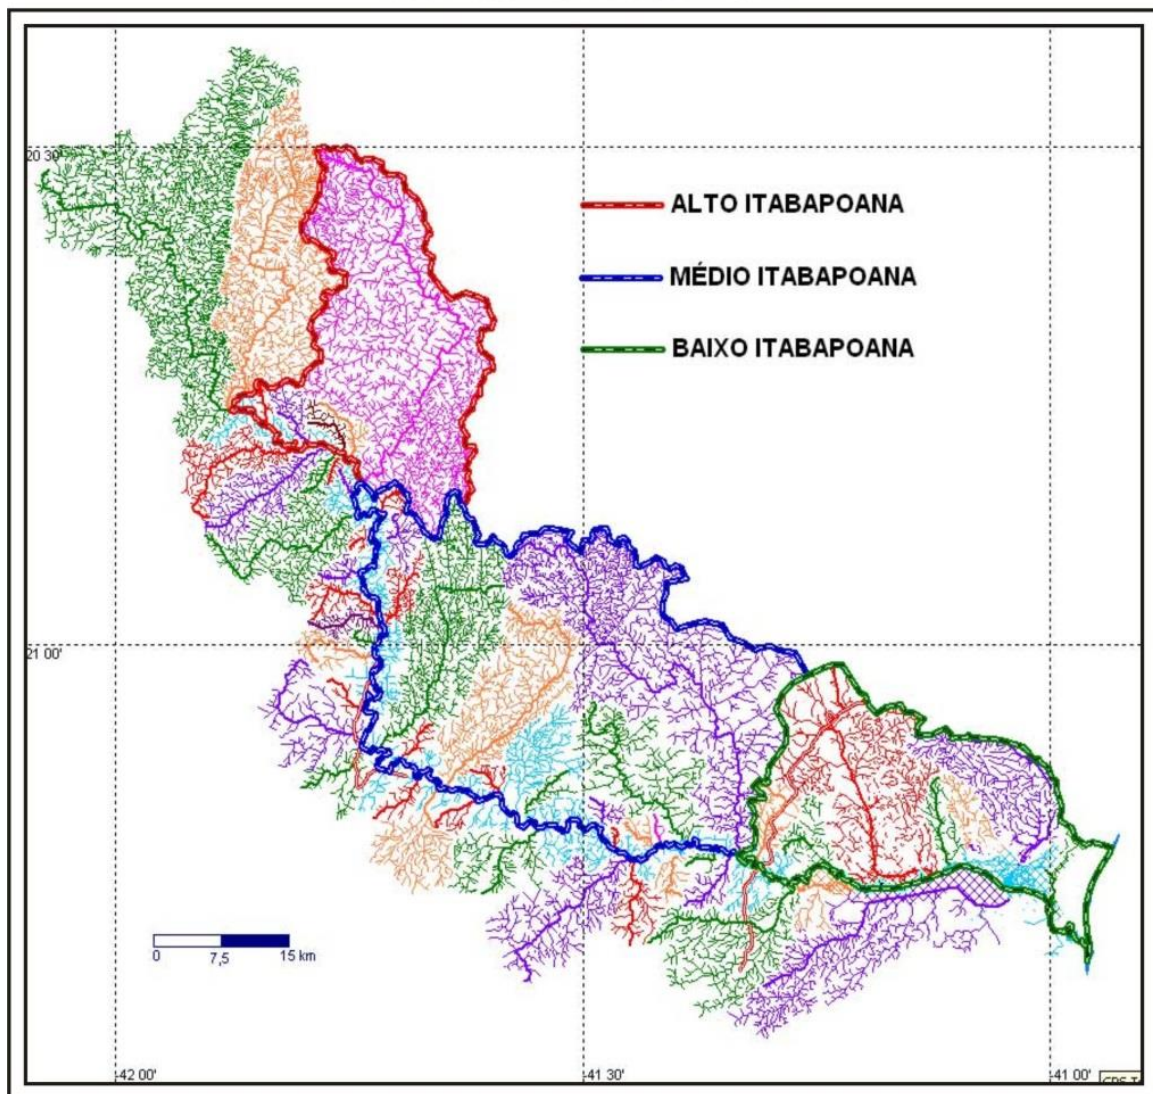 20 30'
ALTO ITABAPOANA
MÉDIO ITABAPOANA
BAIXO ITABAPOANA
21 00'
0 7,5 15 km
-42 00' -41 30' -41 00'